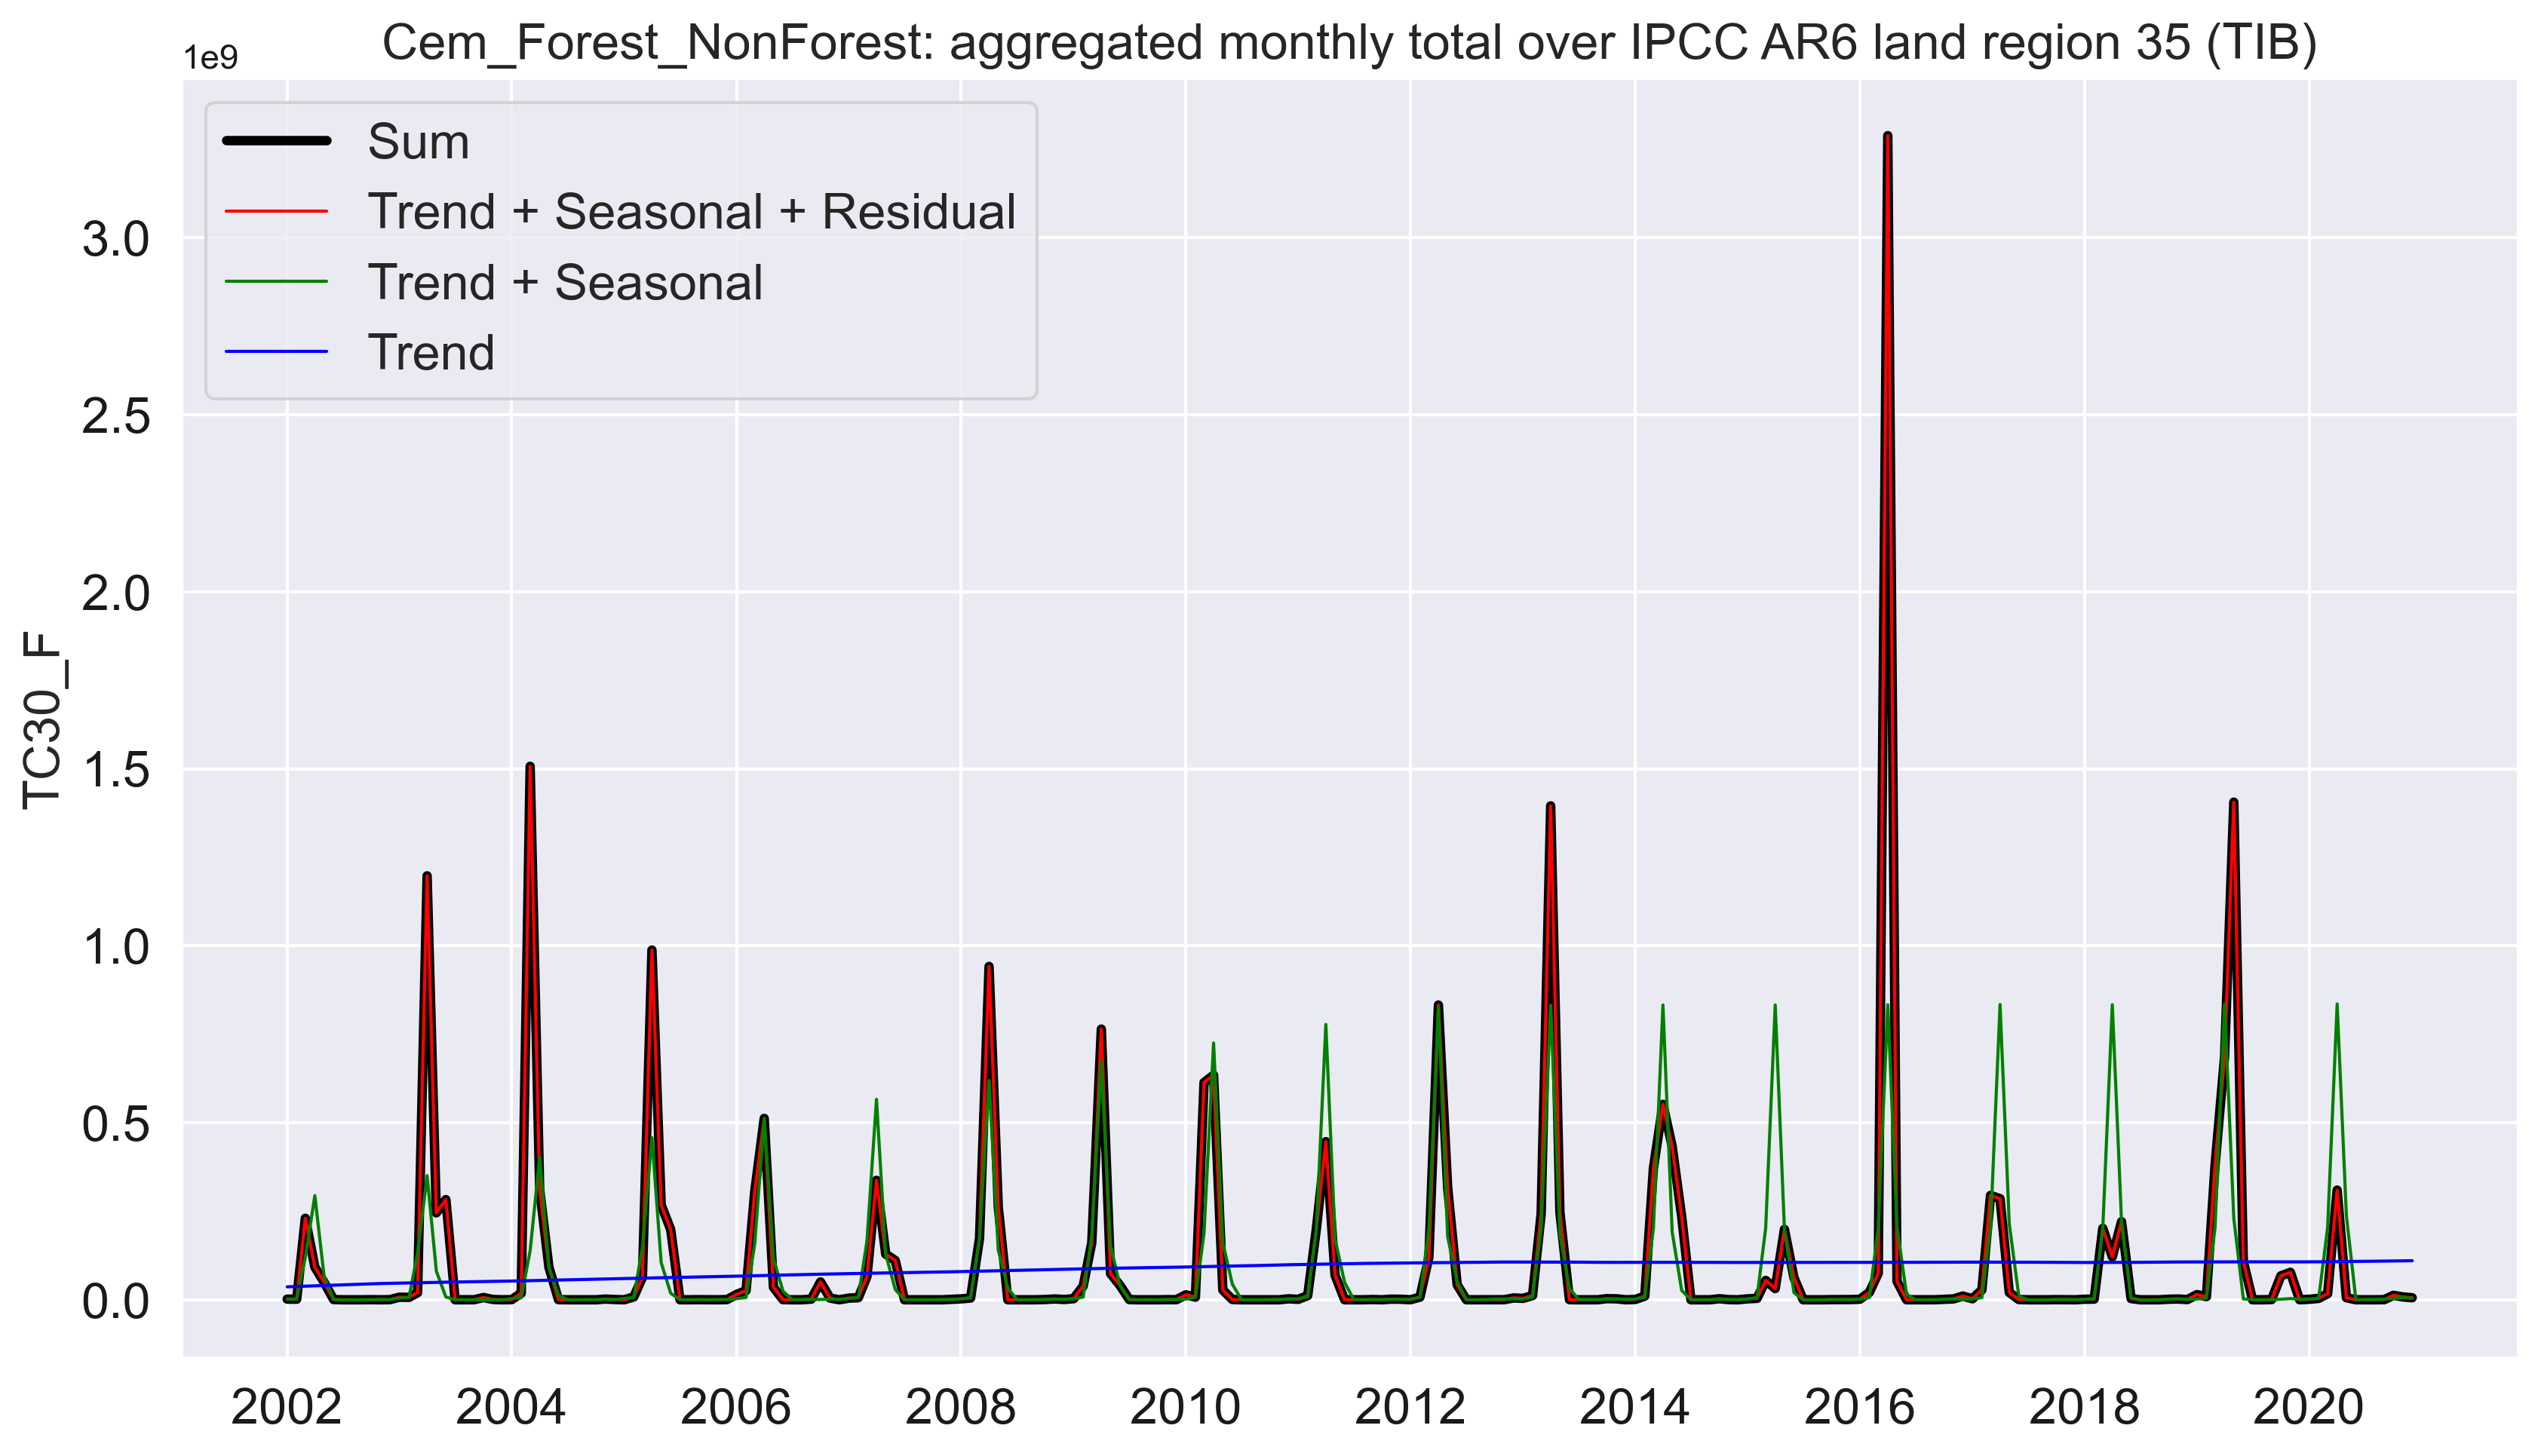 Cem_Forest_NonForest: aggregated monthly total over IPCC AR6 land region 35 (TIB)
1e9
Sum
Trend + Seasonal + Residual
Trend + Seasonal
Trend
3.0
2.5
2.0
1.5
1.0
0.5
0.0
TC30_F
2002 2004 2006 2008 2010 2012 2014 2016 2018 2020